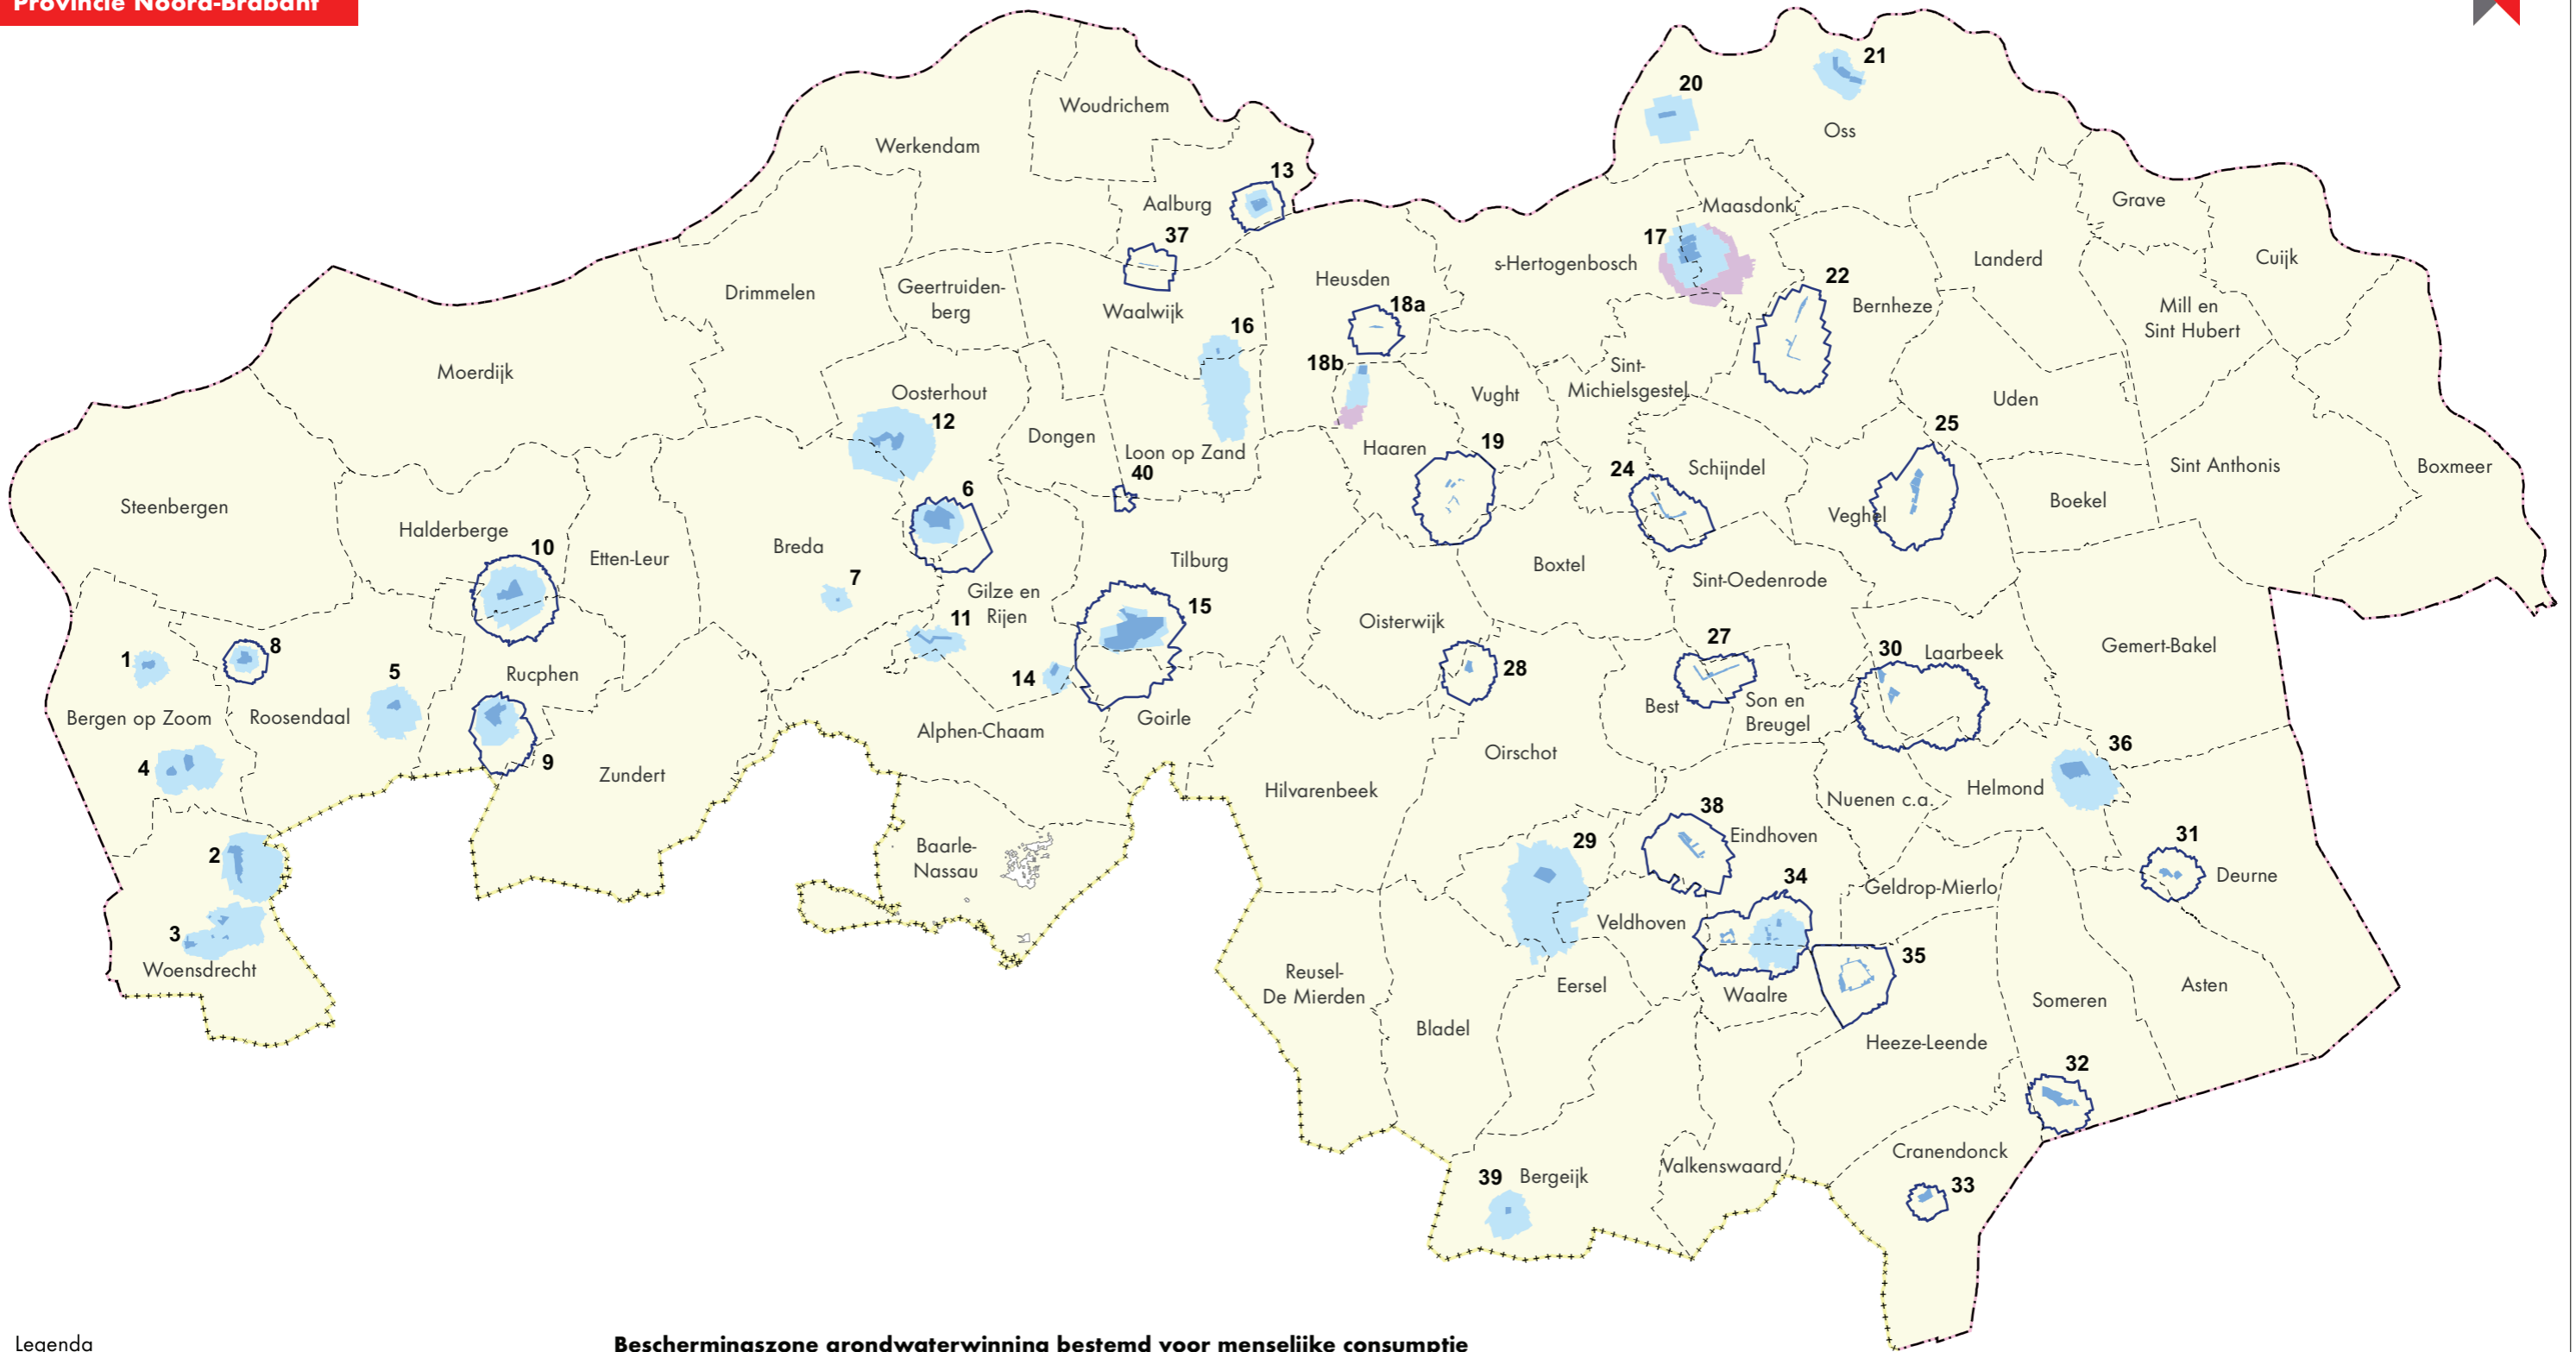 Provincie Noord-Brabant
21
20
Woudrichem
Oss
Werkendam
13
Grave
Aalburg
Maasdonk
37
17
s-Hertogenbosch
Landerd
Cuijk
Heusden
22
Drimmelen
Geertruiden-
berg
18a
Bernheze
Mill en
Sint Hubert
Waalwijk
16
18b
Sint-
Michielsgestel
Moerdijk
Vught
Uden
Oosterhout
12
25
Dongen
19
Haaren
Loon op Zand
40
24
Schijndel
Sint Anthonis
Boxmeer
6
Steenbergen
Boekel
Veghel
Halderberge
10
Breda
Etten-Leur
Tilburg
Boxtel
7
Sint-Oedenrode
Gilze en
Rijen
15
11
Oisterwijk
27
Gemert-Bakel
8
1
30
Laarbeek
5
Rucphen
14
28
Best
Son en
Breugel
Bergen op Zoom
Roosendaal
Goirle
Alphen-Chaam
36
Oirschot
9
4
Zundert
Hilvarenbeek
Helmond
Nuenen c.a.
38
31
29
Eindhoven
Baarle-
Nassau
2
34
Deurne
Geldrop-Mierlo
Veldhoven
3
35
Woensdrecht
Reusel-
De Mierden
Eersel
Waalre
Asten
Someren
Bladel
Heeze-Leende
32
Cranendonck
Valkenswaard
39
Bergeijk
33
Legenda
Beschermingszone grondwaterwinning bestemd voor menselijke consumptie